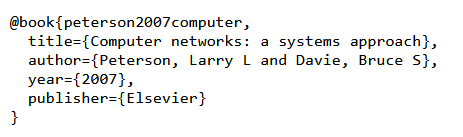 @book{peterson2007computer,
  title={Computer networks: a systems approach},
  author={Peterson, Larry L and Davie, Bruce S},
  year={2007},
  publisher={Elsevier}
}